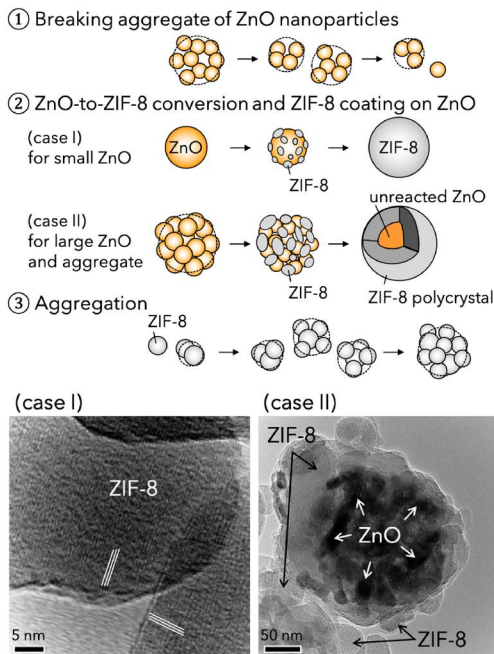 ① Breaking aggregate of ZnO nanoparticles
② ZnO-to-ZIF-8 conversion and ZIF-8 coating on ZnO
(case I)
for small ZnO
ZnO
ZIF-8
ZIF-8
(case II)
for large ZnO
and aggregate
ZIF-8
unreacted ZnO
ZIF-8 polycrystal
③ Aggregation
ZIF-8
(case I)
(case II)
ZIF-8
5 nm
ZIF-8
ZnO
50 nm
ZIF-8